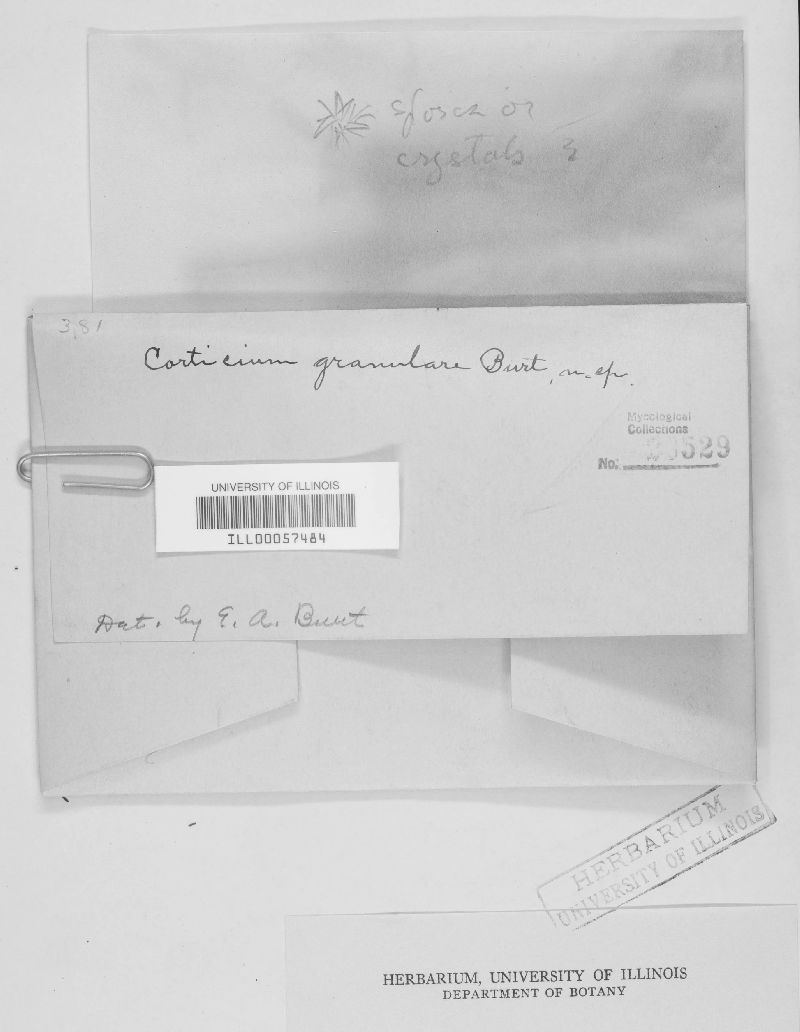 spores or
crystals ?
3,81
Corticium granulare Burt, n. sp.
Mycological
Collections
No. 529
UNIVERSITY OF ILLINOIS
ILL00057484
Det. by E. A. Burt
HERBARIUM
UNIVERSITY OF ILLINOIS
HERBARIUM, UNIVERSITY OF ILLINOIS
DEPARTMENT OF BOTANY